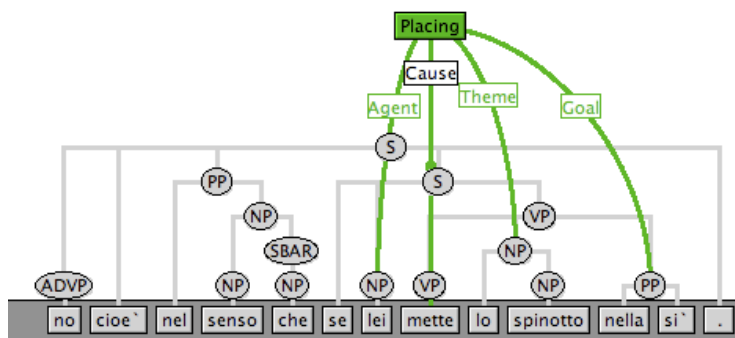 Placing
Cause
Agent Theme Goal
S
PP S
NP VP
SBAR NP
ADVP NP NP NP VP NP PP
no cioe` nel senso che se lei mette lo spinotto nella si` .